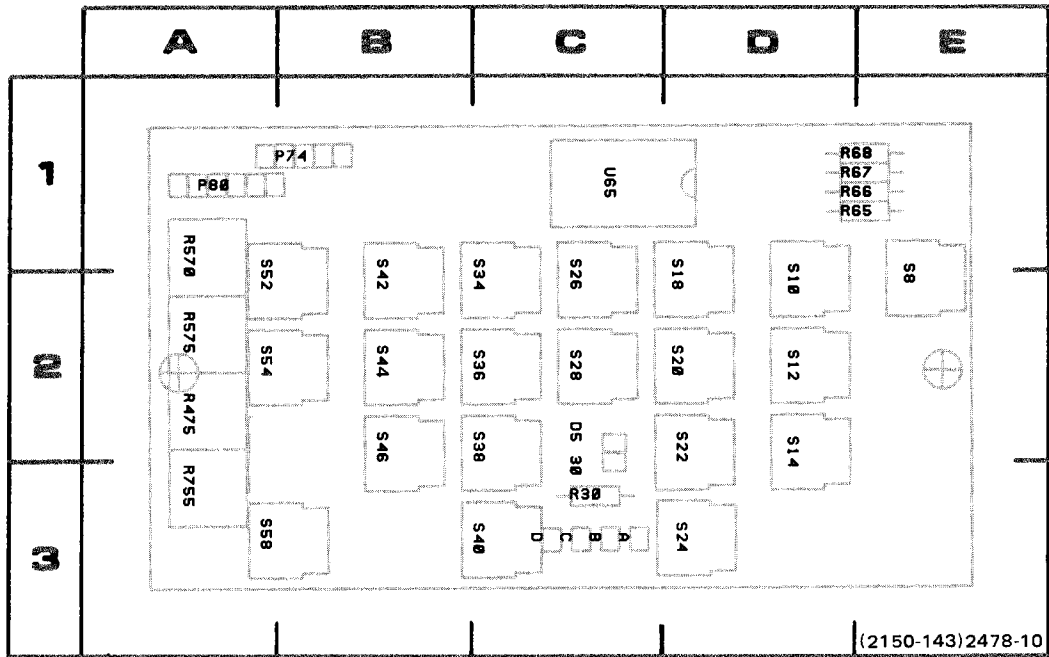 A B C D E
1
P74
P80
U65
R68
R67
R66
R65
R570
S52
S42
S34
S26
S18
S10
S8
2
R575
S54
S44
S36
S28
S20
S12
R475
S46
S38
D5 30
S22
S14
R755
R30
3
S58
S40
D C B A
S24
(2150-143)2478-10